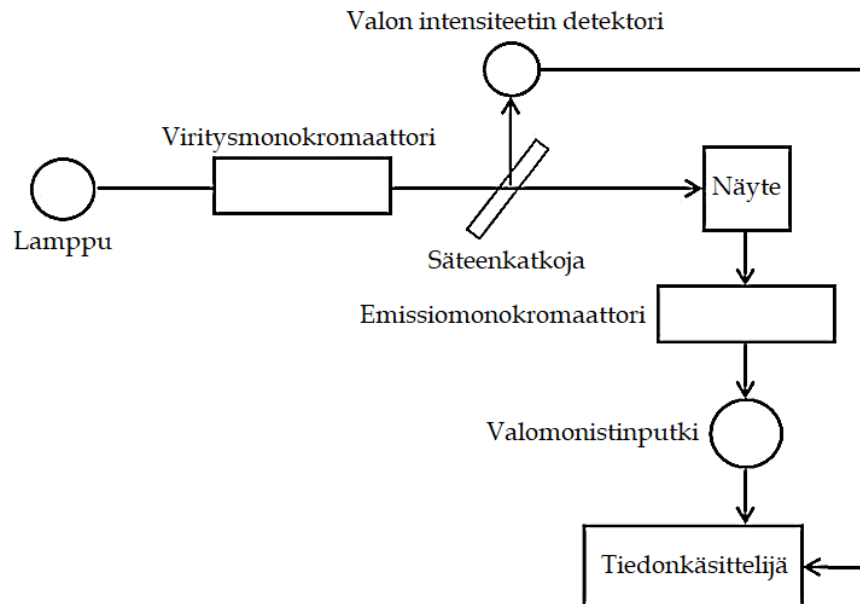 Valon intensiteetin detektori
Viritysmonokromaattori
Näyte
Lamppu
Säteenkatkoja
Emissiomonokromaattori
Valomonistinputki
Tiedonkäsittelijä